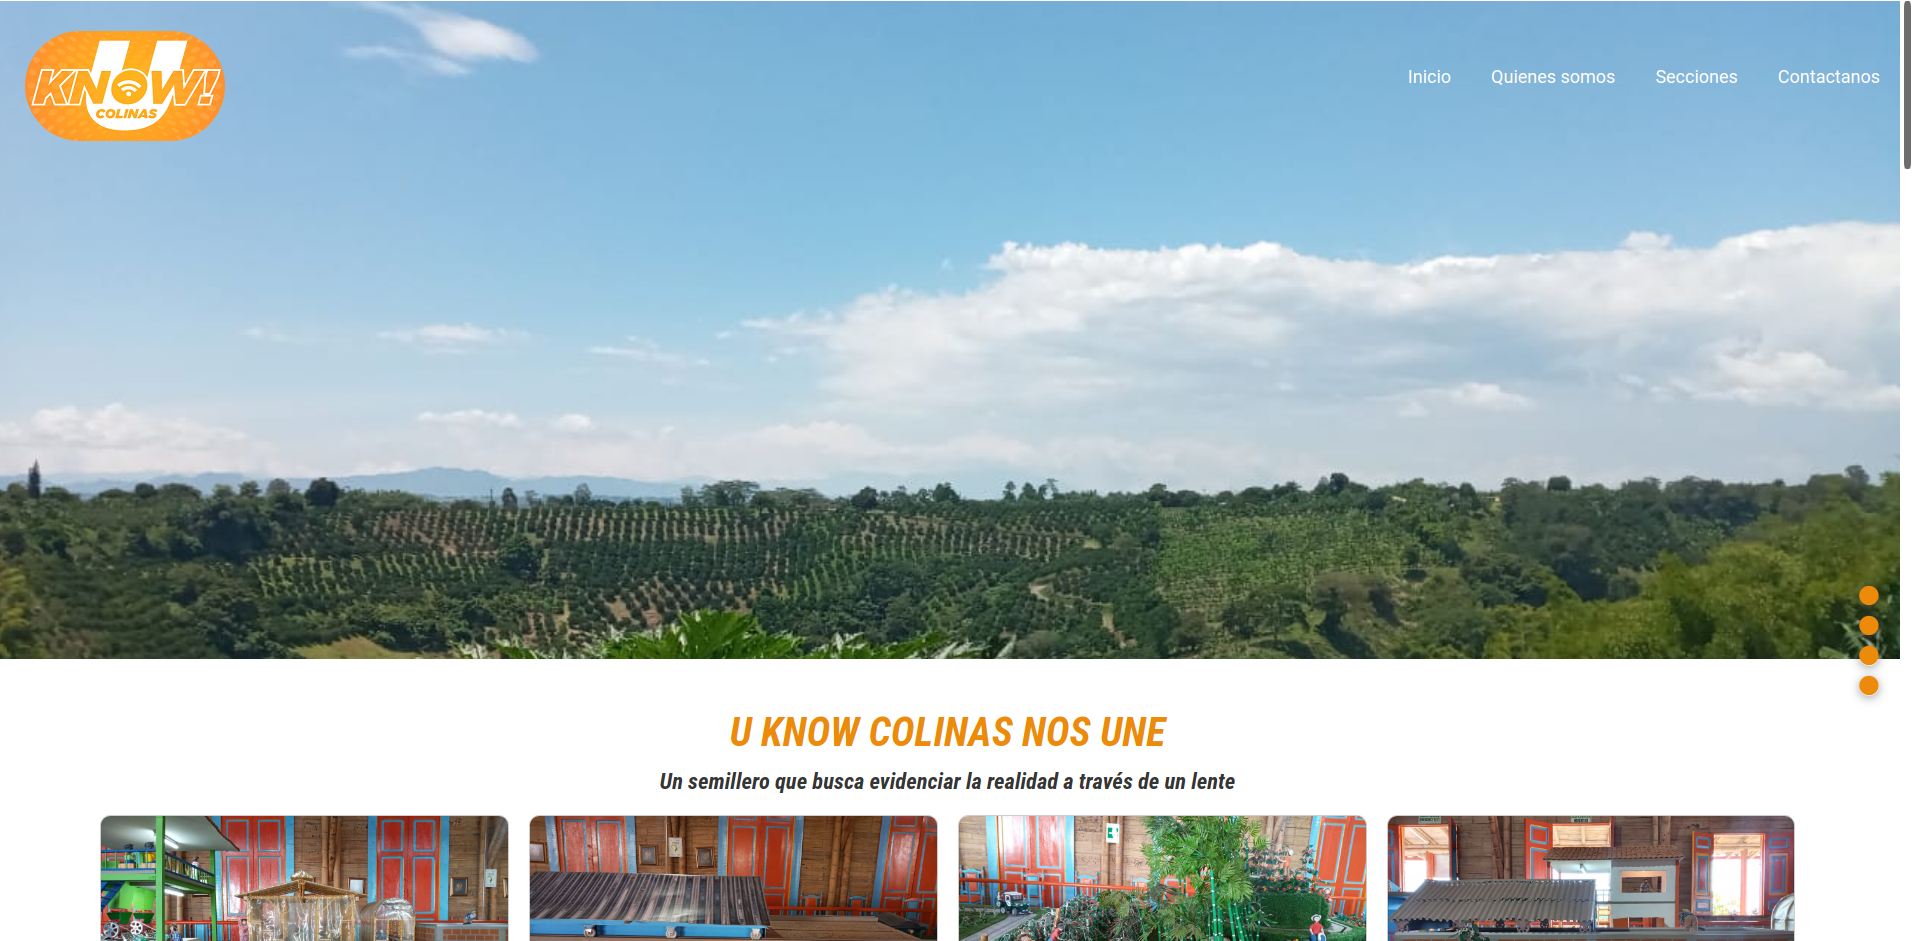 U
KNOW!
COLINAS
Inicio Quienes somos Secciones Contactanos
U KNOW COLINAS NOS UNE
Un semillero que busca evidenciar la realidad a través de un lente